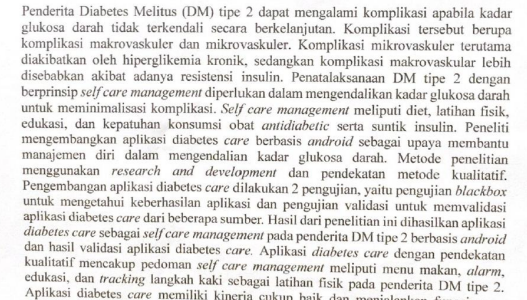 Penderita Diabetes Melitus (DM) tipe 2 dapat mengalami komplikasi apabila kadar
glukosa darah tidak terkendali secara berkelanjutan. Komplikasi tersebut berupa
komplikasi makrovaskuler dan mikrovaskuler. Komplikasi mikrovaskuler terutama
diakibatkan oleh hiperglikemia kronik, sedangkan komplikasi makrovaskular lebih
disebabkan akibat adanya resistensi insulin. Penatalaksanaan DM tipe 2 dengan
berprinsip self care management diperlukan dalam mengendalikan kadar glukosa darah
untuk meminimalisasi komplikasi. Self care management meliputi diet, latihan fisik,
edukasi, dan kepatuhan konsumsi obat antidiabetic serta suntik insulin. Peneliti
mengembangkan aplikasi diabetes care berbasis android sebagai upaya membantu
manajemen diri dalam mengendalian kadar glukosa darah. Metode penelitian
menggunakan research and development dan pendekatan metode kualitatif.
Pengembangan aplikasi diabetes care dilakukan 2 pengujian, yaitu pengujian blackbox
untuk mengetahui keberhasilan aplikasi dan pengujian validasi untuk memvalidasi
aplikasi diabetes care dari beberapa sumber. Hasil dari penelitian ini dihasilkan aplikasi
diabetes care sebagai self care management pada penderita DM tipe 2 berbasis android
dan hasil validasi aplikasi diabetes care. Aplikasi diabetes care dengan pendekatan
kualitatif mencakup pedoman self care management meliputi menu makan, alarm,
edukasi, dan tracking langkah kaki sebagai latihan fisik pada penderita DM tipe 2.
Aplikasi diabetes care memiliki kinerja cukup baik dan menjalankan